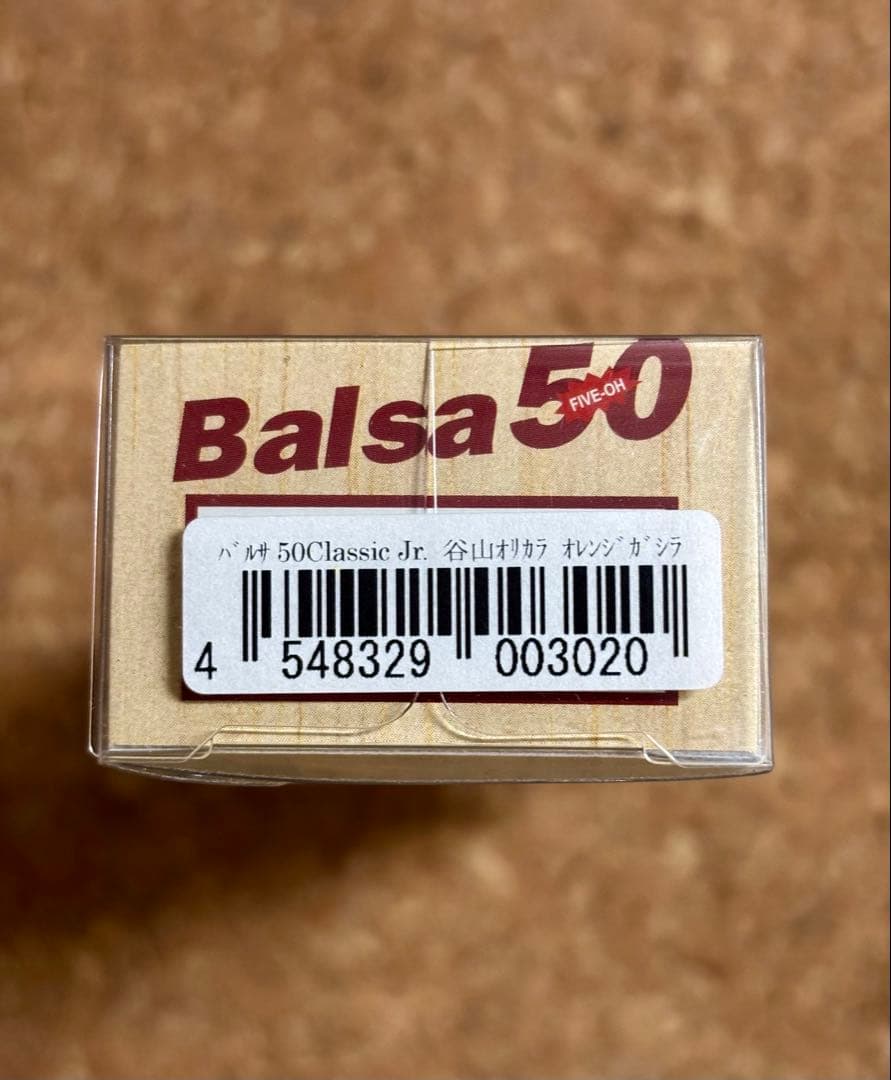 Balsa50
FIVE-OH
ﾊﾞﾙｻ 50Classic Jr. 谷山ｵﾘｶﾗ ｵﾚﾝｼﾞｶﾞｼﾗ
4 548329 003020